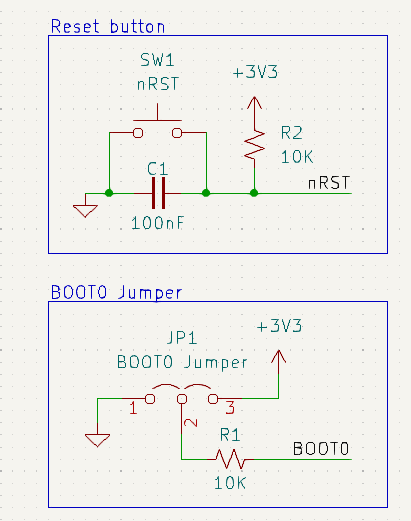 Reset button
SW1
nRST
+3V3
R2
10K
C1
nRST
100nF
BOOT0 Jumper
+3V3
JP1
BOOT0 Jumper
1
3
2
R1
BOOT0
10K